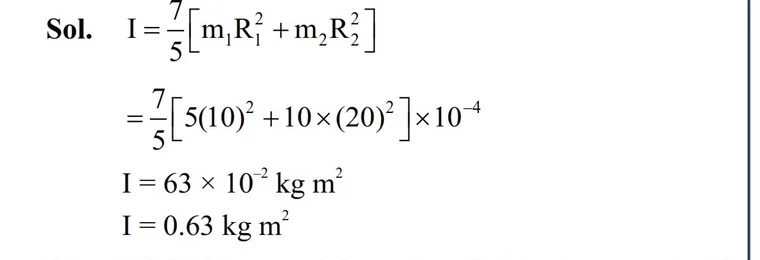 Sol. I = 7/5 [m₁R₁² + m₂R₂²]
= 7/5 [5(10)² + 10 × (20)²] × 10⁻⁴
I = 63 × 10⁻² kg m²
I = 0.63 kg m²